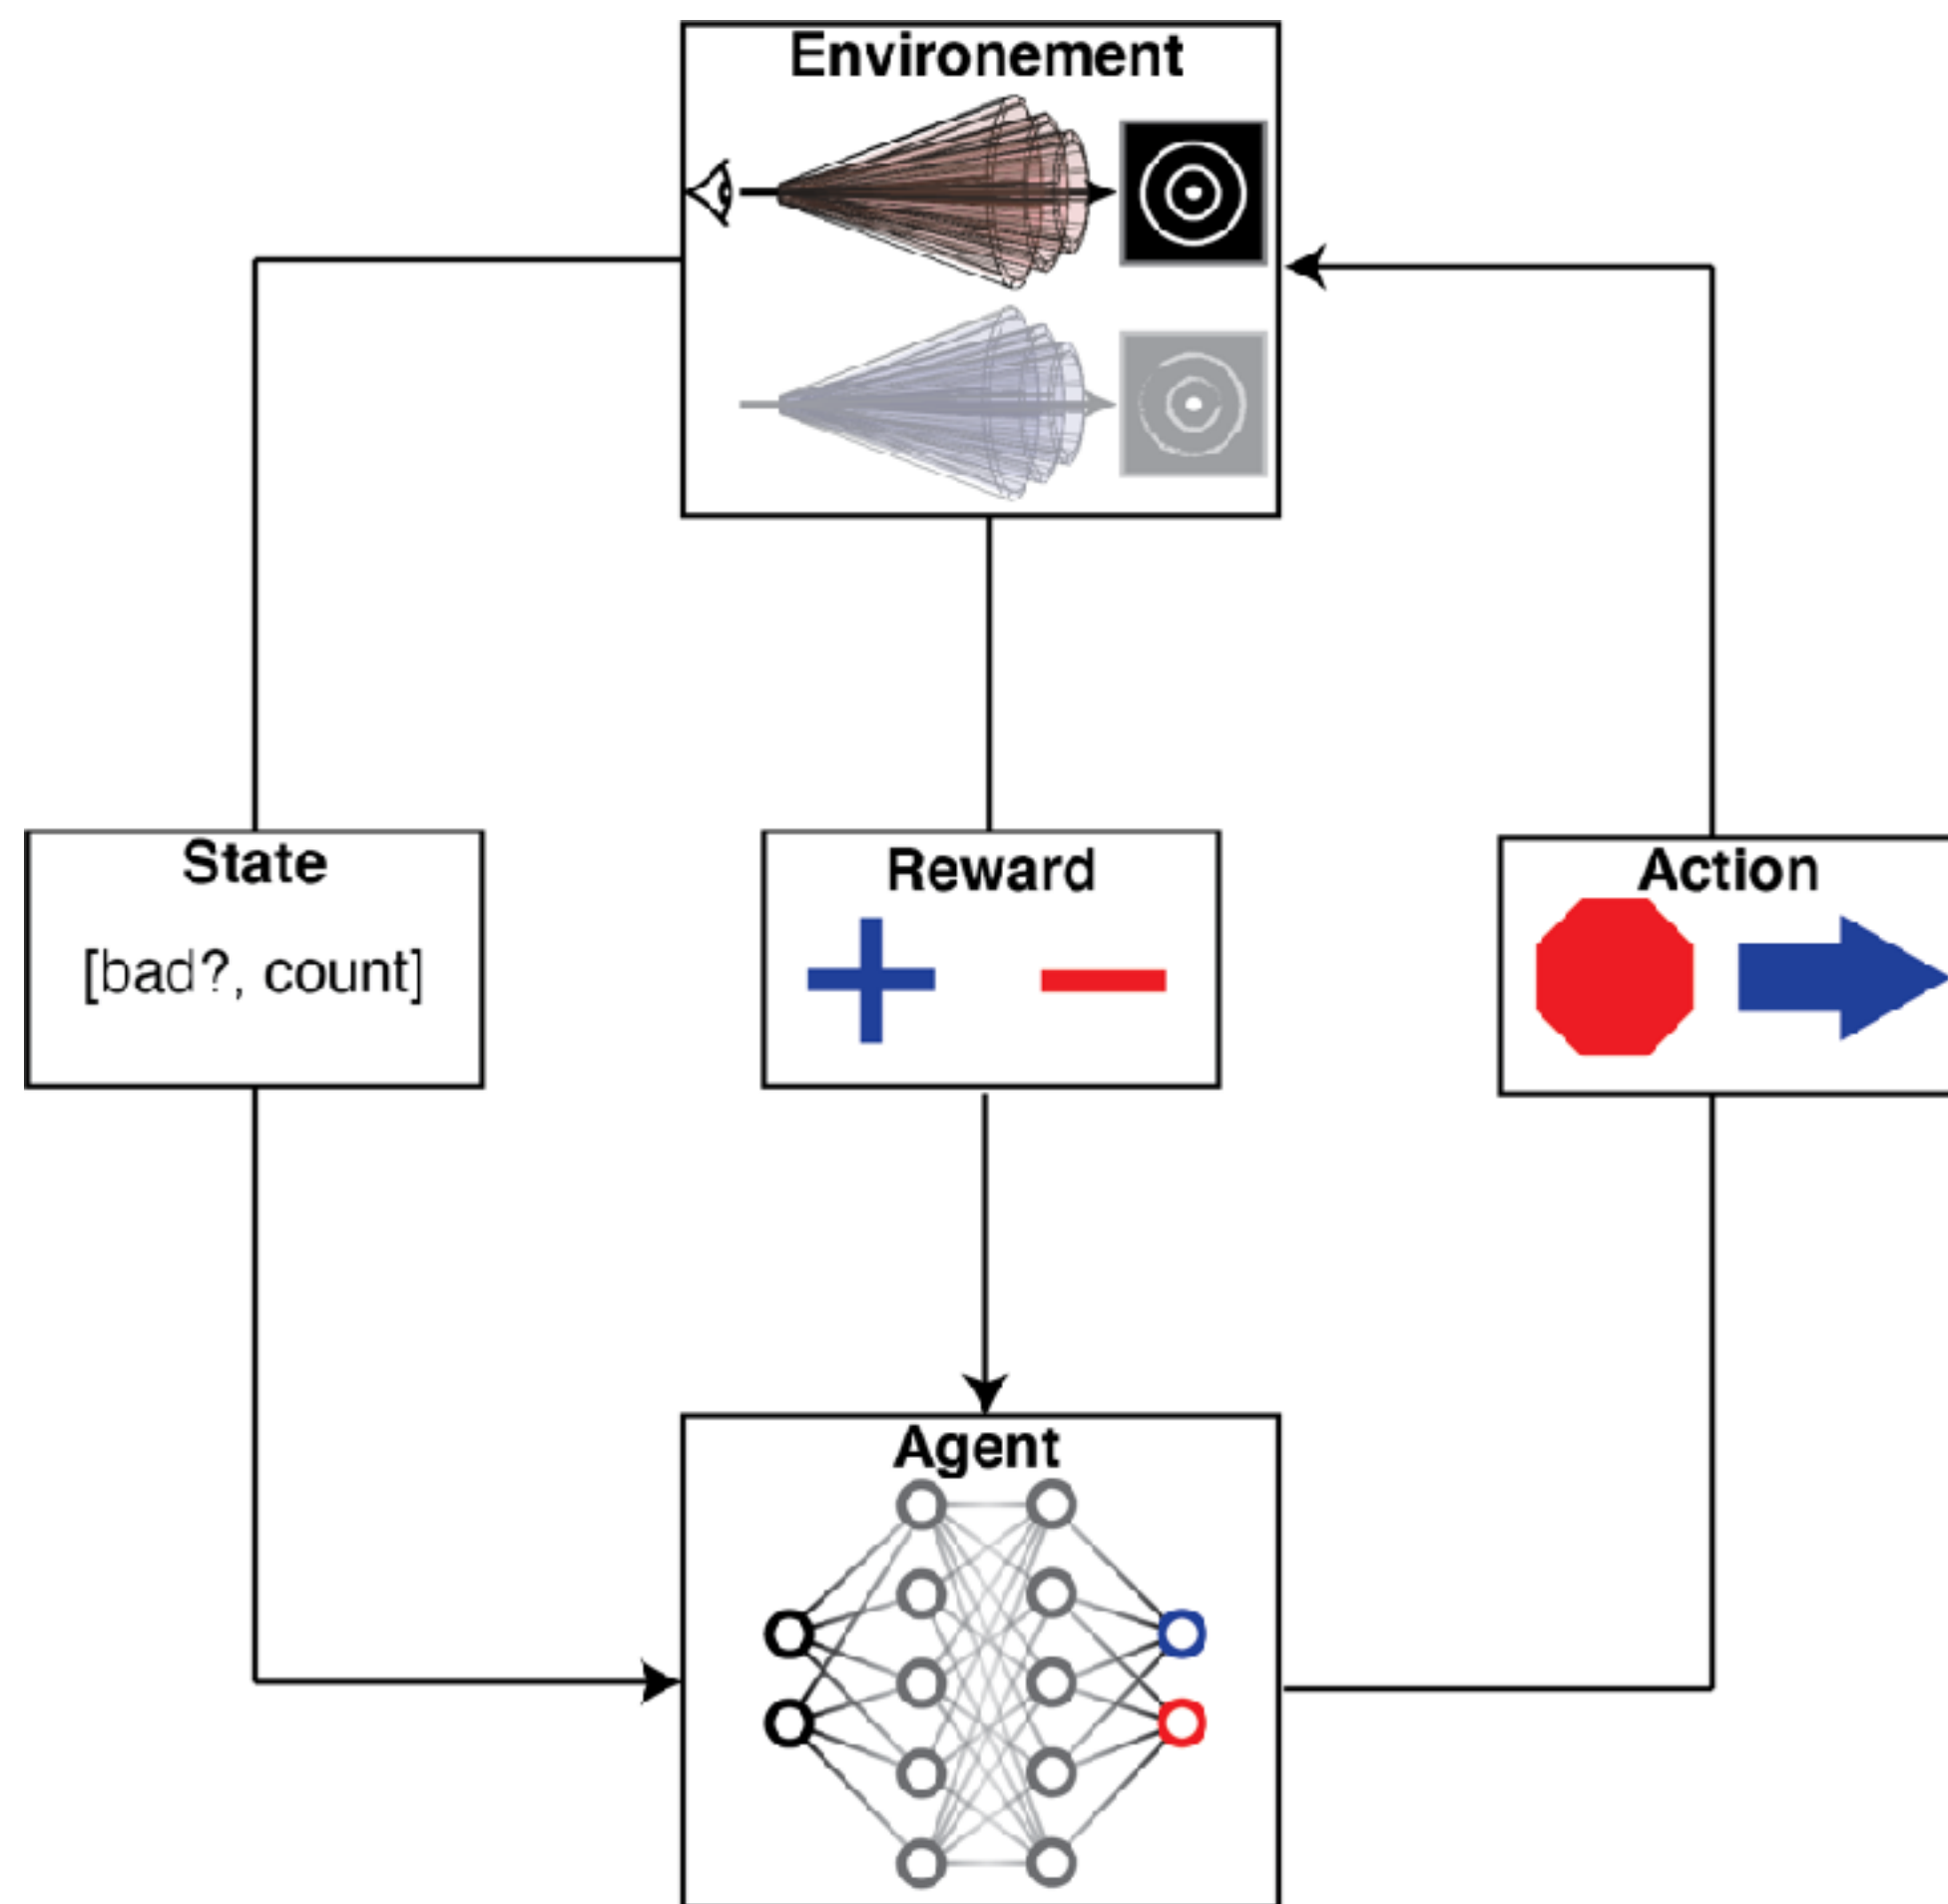 Environement
State
[bad?, count]
Reward
Action
Agent